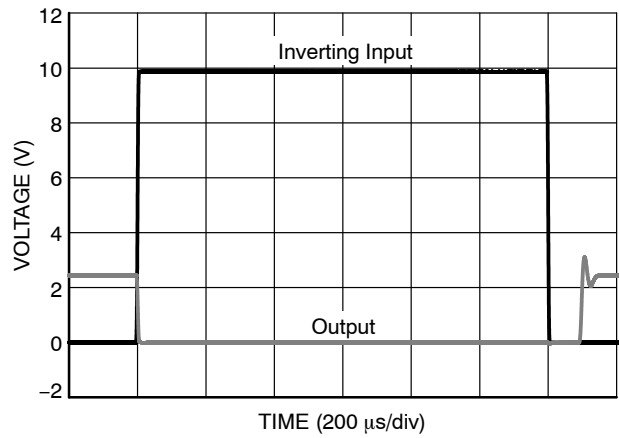 12
Inverting Input
10
8
6
4
2
Output
0
−2
VOLTAGE (V)
TIME (200 μs/div)